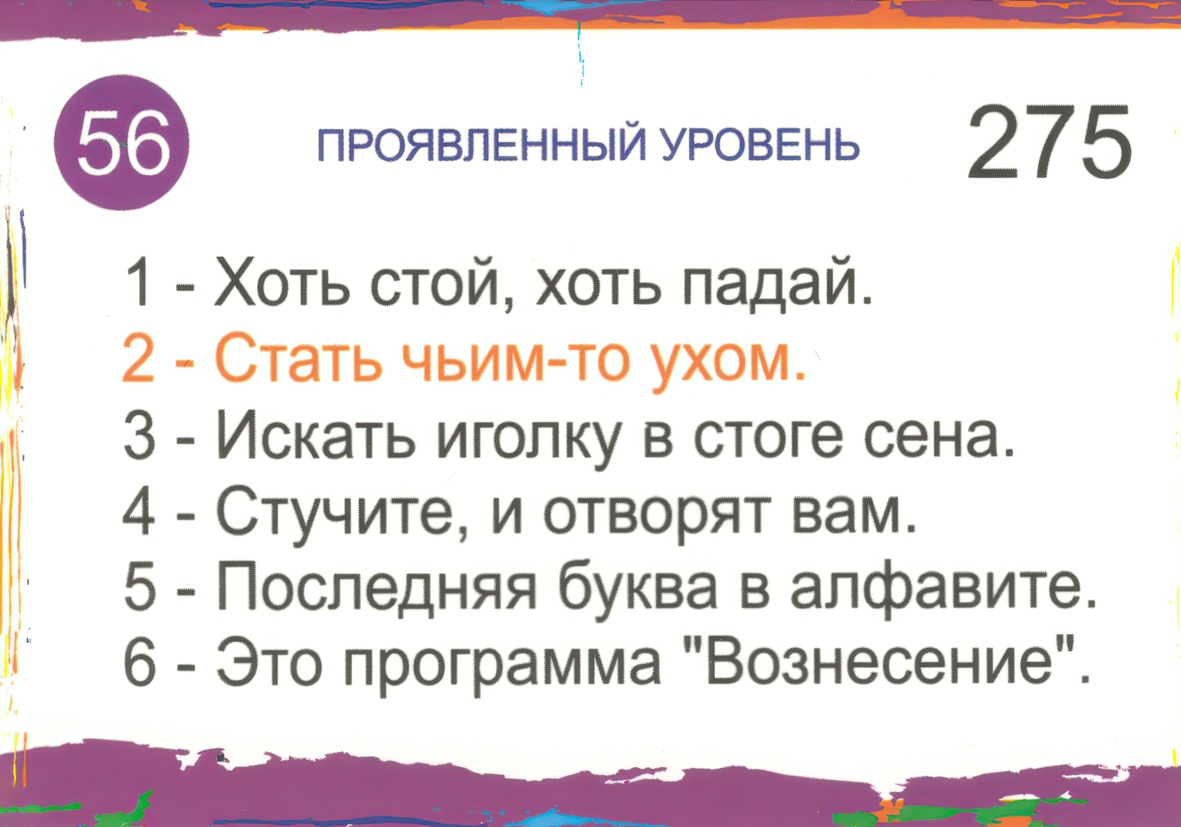 56
ПРОЯВЛЕННЫЙ УРОВЕНЬ
275
1 - Хоть стой, хоть падай.
2 - Стать чьим-то ухом.
3 - Искать иголку в стоге сена.
4 - Стучите, и отворят вам.
5 - Последняя буква в алфавите.
6 - Это программа "Вознесение".